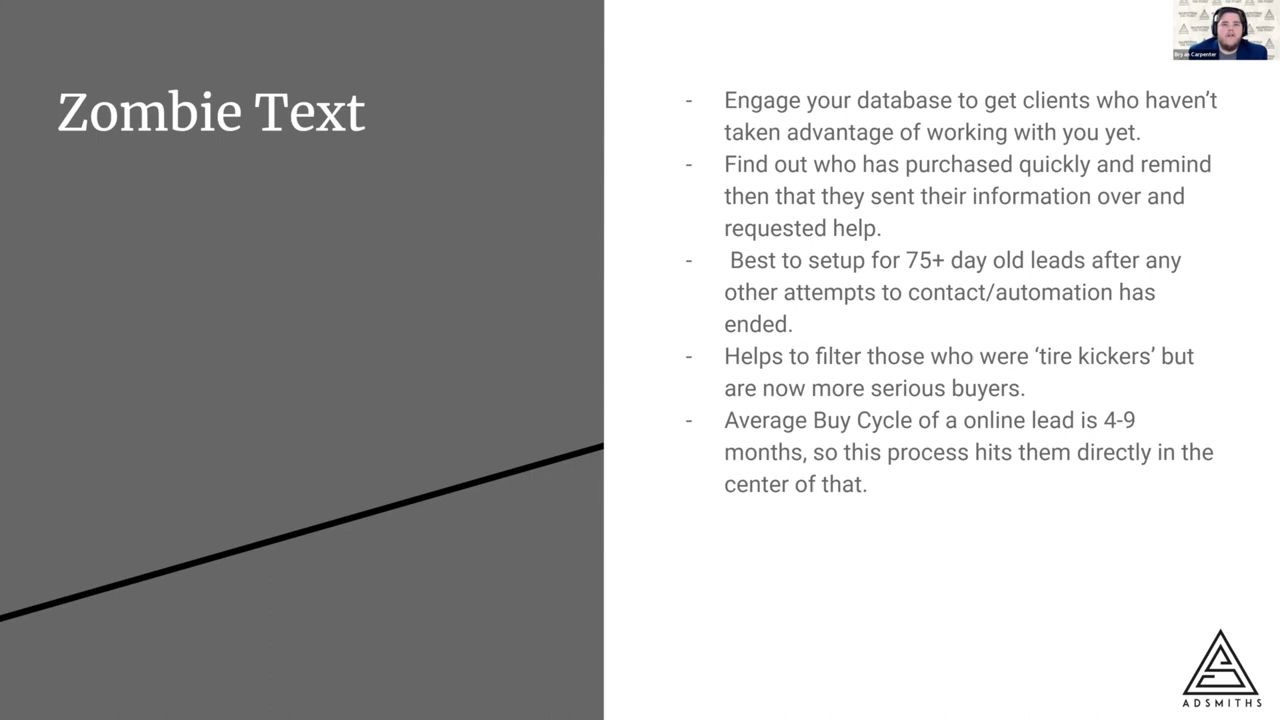 Zombie Text
- Engage your database to get clients who haven’t
taken advantage of working with you yet.
- Find out who has purchased quickly and remind
then that they sent their information over and
requested help.
- Best to setup for 75+ day old leads after any
other attempts to contact/automation has
ended.
- Helps to filter those who were ‘tire kickers’ but
are now more serious buyers.
- Average Buy Cycle of a online lead is 4-9
months, so this process hits them directly in the
center of that.
Bryan Carpenter
ADSMITHS